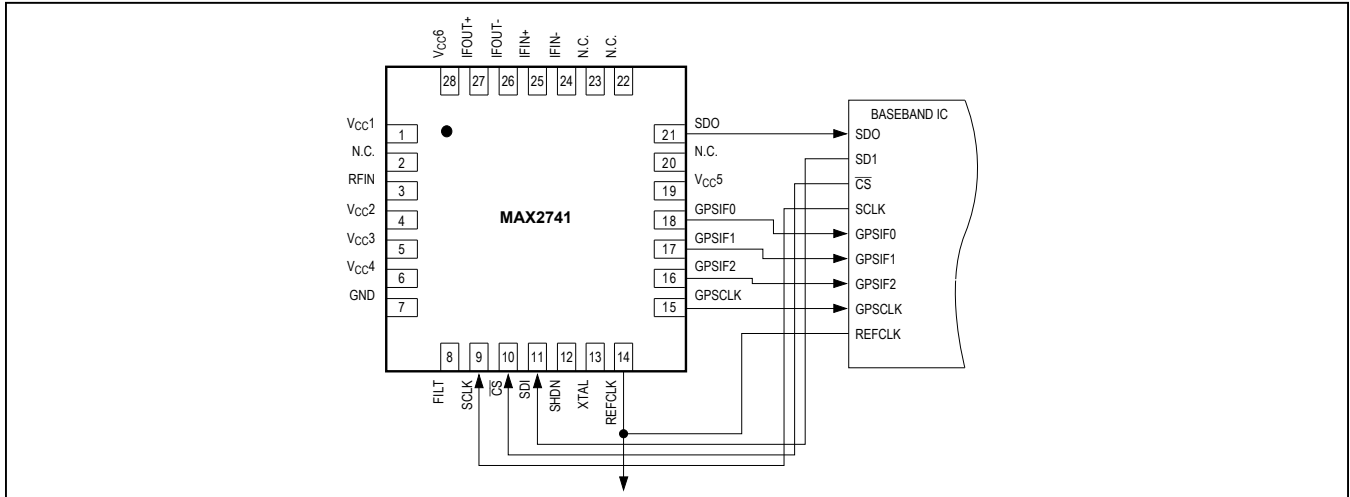 VCC6
IFOUT+
IFOUT-
IFIN+
IFIN-
N.C.
N.C.
28
27
26
25
24
23
22
VCC1
1
N.C.
2
RFIN
3
VCC2
4
VCC3
5
VCC4
6
GND
7
MAX2741
21
SDO
20
N.C.
19
VCC5
18
GPSIF0
17
GPSIF1
16
GPSIF2
15
GPSCLK
8
9
10
11
12
13
14
FILT
SCLK
CS
SDI
SHDN
XTAL
REFCLK
BASEBAND IC
SDO
SD1
CS
SCLK
GPSIF0
GPSIF1
GPSIF2
GPSCLK
REFCLK